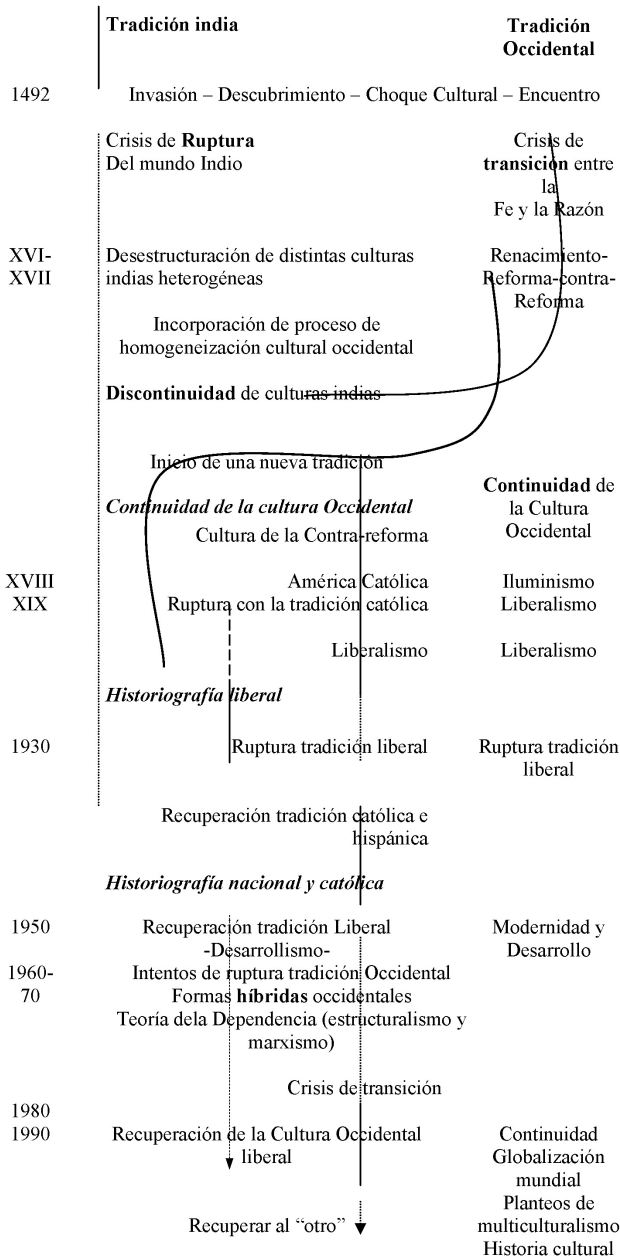 Tradición india
Tradición
Occidental
1492
Invasión – Descubrimiento – Choque Cultural – Encuentro
Crisis de Ruptura
Del mundo Indio
Crisis de
transición entre
la
Fe y la Razón
XVI-
XVII
Desestructuración de distintas culturas
indias heterogéneas
Renacimiento-
Reforma-contra-
Reforma
Incorporación de proceso de
homogeneización cultural occidental
Discontinuidad de culturas indias
Inicio de una nueva tradición
Continuidad de la cultura Occidental
Cultura de la Contra-reforma
Continuidad de
la Cultura
Occidental
XVIII
XIX
América Católica
Ruptura con la tradición católica
Iluminismo
Liberalismo
Liberalismo
Liberalismo
Historiografía liberal
1930
Ruptura tradición liberal
Ruptura tradición
liberal
Recuperación tradición católica e
hispánica
Historiografía nacional y católica
1950
Recuperación tradición Liberal
-Desarrollismo-
Modernidad y
Desarrollo
1960-
70
Intentos de ruptura tradición Occidental
Formas híbridas occidentales
Teoría dela Dependencia (estructuralismo y
marxismo)
Crisis de transición
1980
1990
Recuperación de la Cultura Occidental
liberal
Continuidad
Globalización
mundial
Planteos de
multiculturalismo
Historia cultural
Recuperar al “otro”